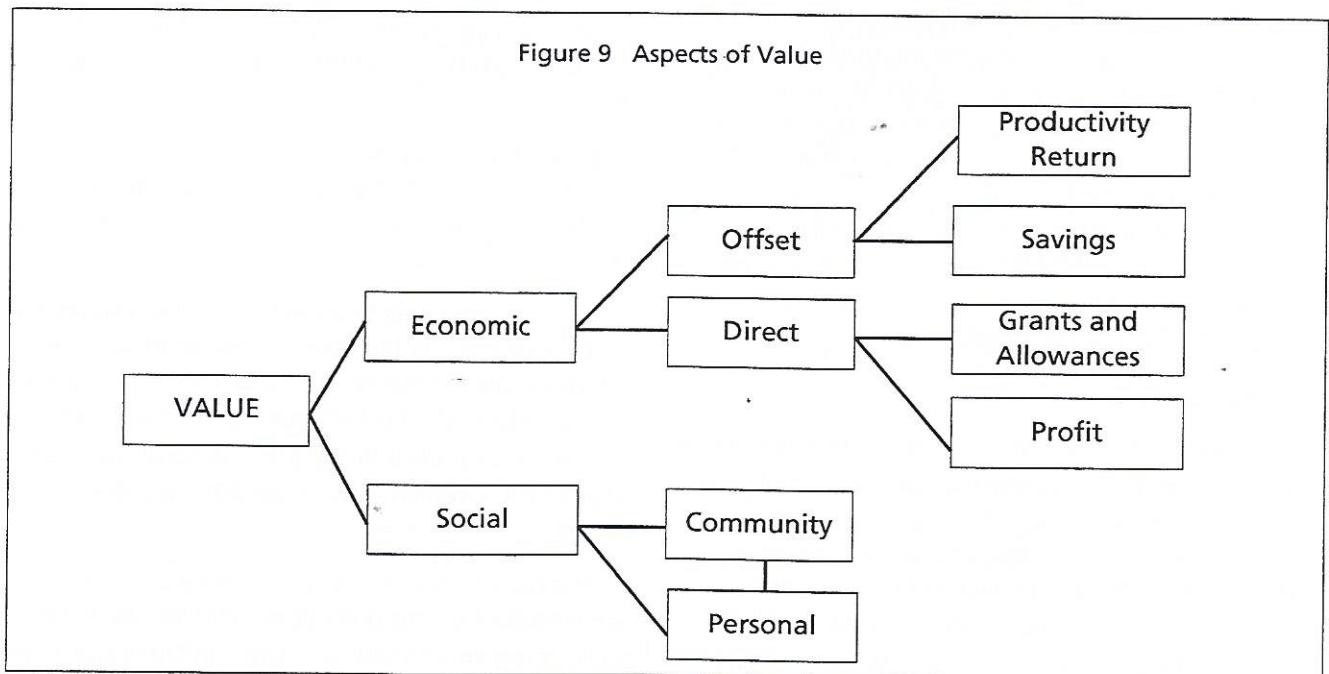 Figure 9 Aspects of Value
Productivity
Return
Offset
Savings
Economic
Direct
Grants and
Allowances
VALUE
Profit
Social
Community
Personal